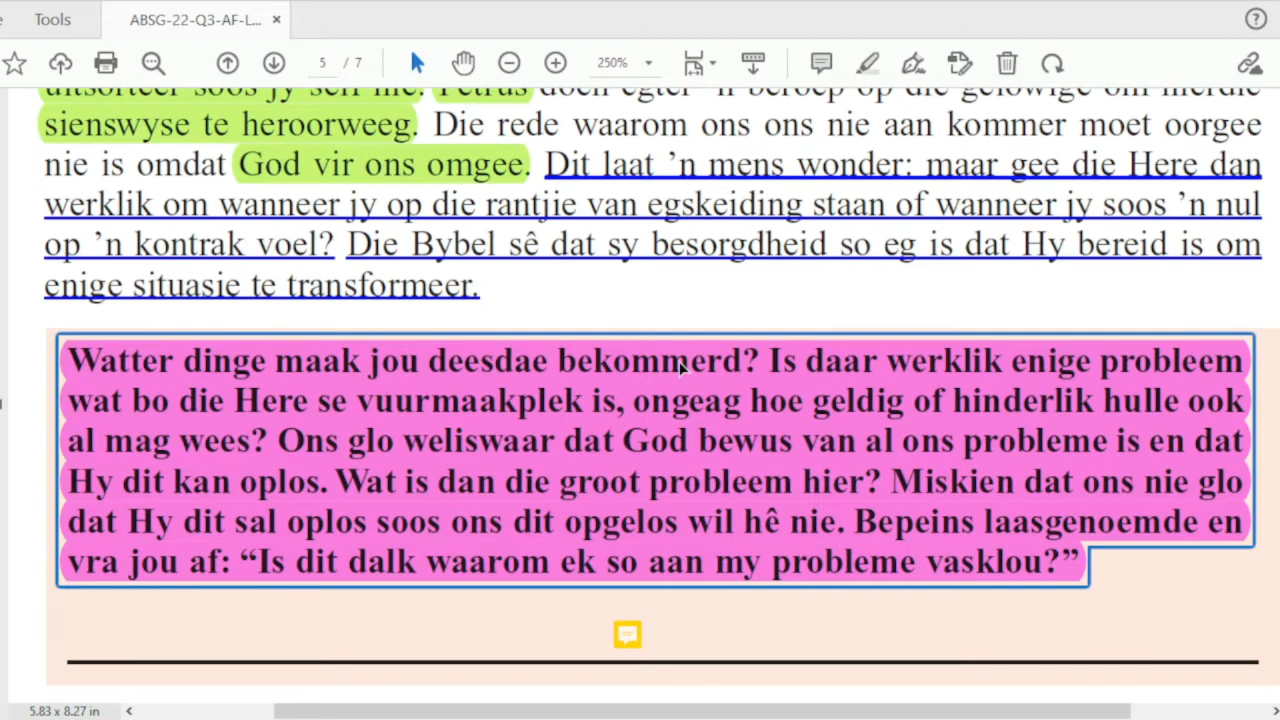 Tools
ABSG-22-Q3-AF-L... ×
5 / 7
250%
sienswyse te heroorweeg. Die rede waarom ons ons nie aan kommer moet oorgee
nie is omdat God vir ons omgee. Dit laat ’n mens wonder: maar gee die Here dan
werklik om wanneer jy op die rantjie van egskeiding staan of wanneer jy soos ’n nul
op ’n kontrak voel? Die Bybel sê dat sy besorgdheid so eg is dat Hy bereid is om
enige situasie te transformeer.
Watter dinge maak jou deesdae bekommerd? Is daar werklik enige probleem
wat bo die Here se vuurmaakplek is, ongeag hoe geldig of hinderlik hulle ook
al mag wees? Ons glo weliswaar dat God bewus van al ons probleme is en dat
Hy dit kan oplos. Wat is dan die groot probleem hier? Miskien dat ons nie glo
dat Hy dit sal oplos soos ons dit opgelos wil hê nie. Bepeins laasgenoemde en
vra jou af: “Is dit dalk waarom ek so aan my probleme vasklou?”
5.83 x 8.27 in